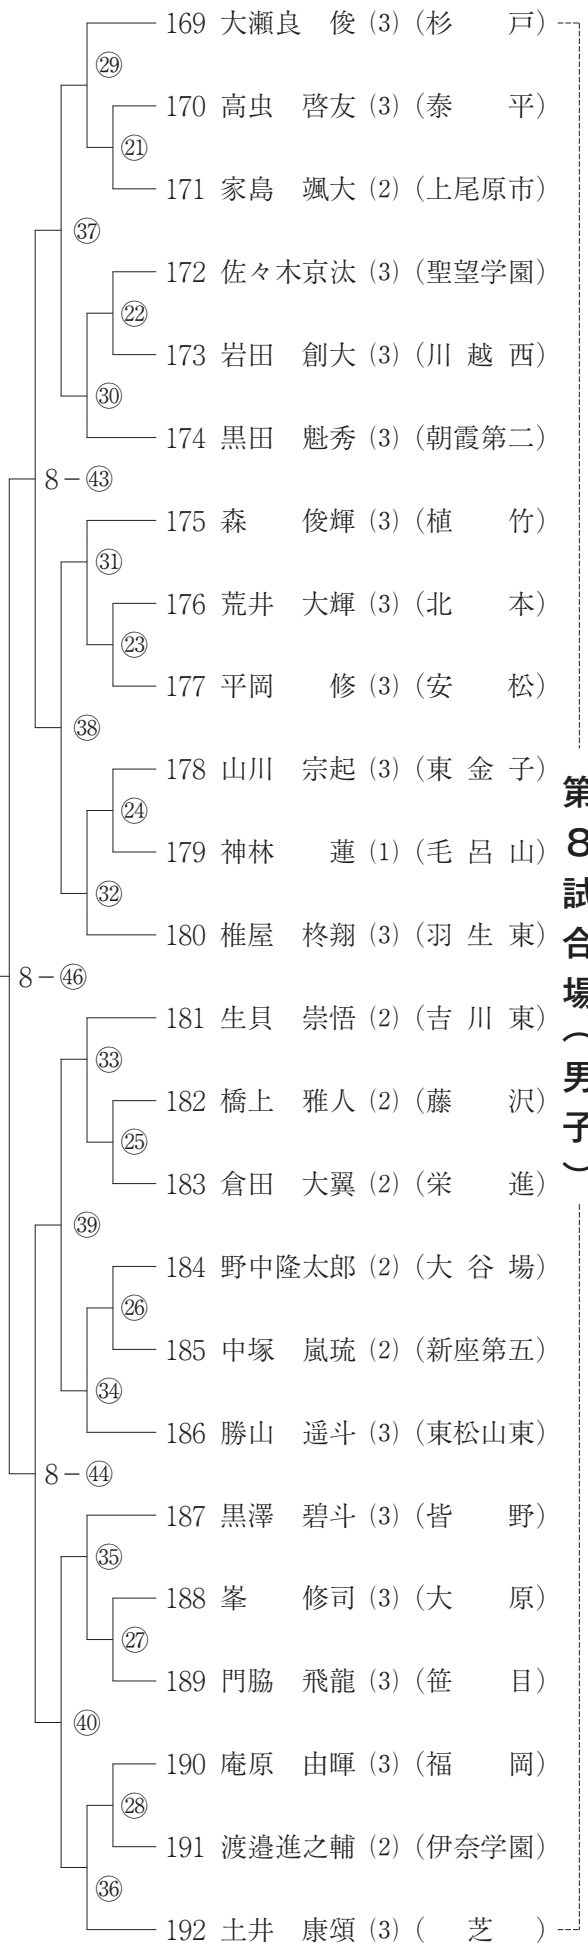 169 大瀬良　俊 (3) (杉　　戸)
㉙
170 高虫　啓友 (3) (泰　　平)
㉑
171 家島　颯大 (2) (上尾原市)
㊲
172 佐々木京汰 (3) (聖望学園)
㉒
173 岩田　創大 (3) (川 越 西)
㉚
174 黒田　魁秀 (3) (朝霞第二)
8－㊸
175 森　　俊輝 (3) (植　　竹)
㉛
176 荒井　大輝 (3) (北　　本)
㉓
177 平岡　　修 (3) (安　　松)
㊳
178 山川　宗起 (3) (東 金 子)
㉔
179 神林　　蓮 (1) (毛 呂 山)
㉜
180 椎屋　柊翔 (3) (羽 生 東)
8－㊻
181 生貝　崇悟 (2) (吉 川 東)
㉝
182 橋上　雅人 (2) (藤　　沢)
㉕
183 倉田　大翼 (2) (栄　　進)
㊴
184 野中隆太郎 (2) (大 谷 場)
㉖
185 中塚　嵐琉 (2) (新座第五)
㉞
186 勝山　遥斗 (3) (東松山東)
8－㊹
187 黒澤　碧斗 (3) (皆　　野)
㉟
188 峯　　修司 (3) (大　　原)
㉗
189 門脇　飛龍 (3) (笹　　目)
㊵
190 庵原　由暉 (3) (福　　岡)
㉘
191 渡邉進之輔 (2) (伊奈学園)
㊱
192 土井　康頌 (3) (　芝　)
第8試合場(男子)